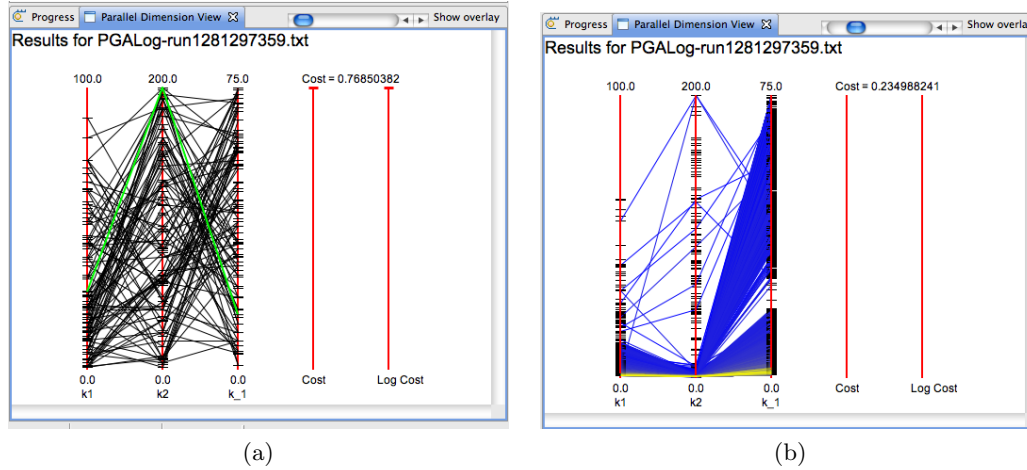 Progress Parallel Dimension View Show overlay
Results for PGALog-run1281297359.txt
100.0 200.0 75.0 Cost = 0.76850382
0.0 0.0 0.0 Cost Log Cost
k1 k2 k_1
(a)
Progress Parallel Dimension View Show overlay
Results for PGALog-run1281297359.txt
100.0 200.0 75.0 Cost = 0.234988241
0.0 0.0 0.0 Cost Log Cost
k1 k2 k_1
(b)